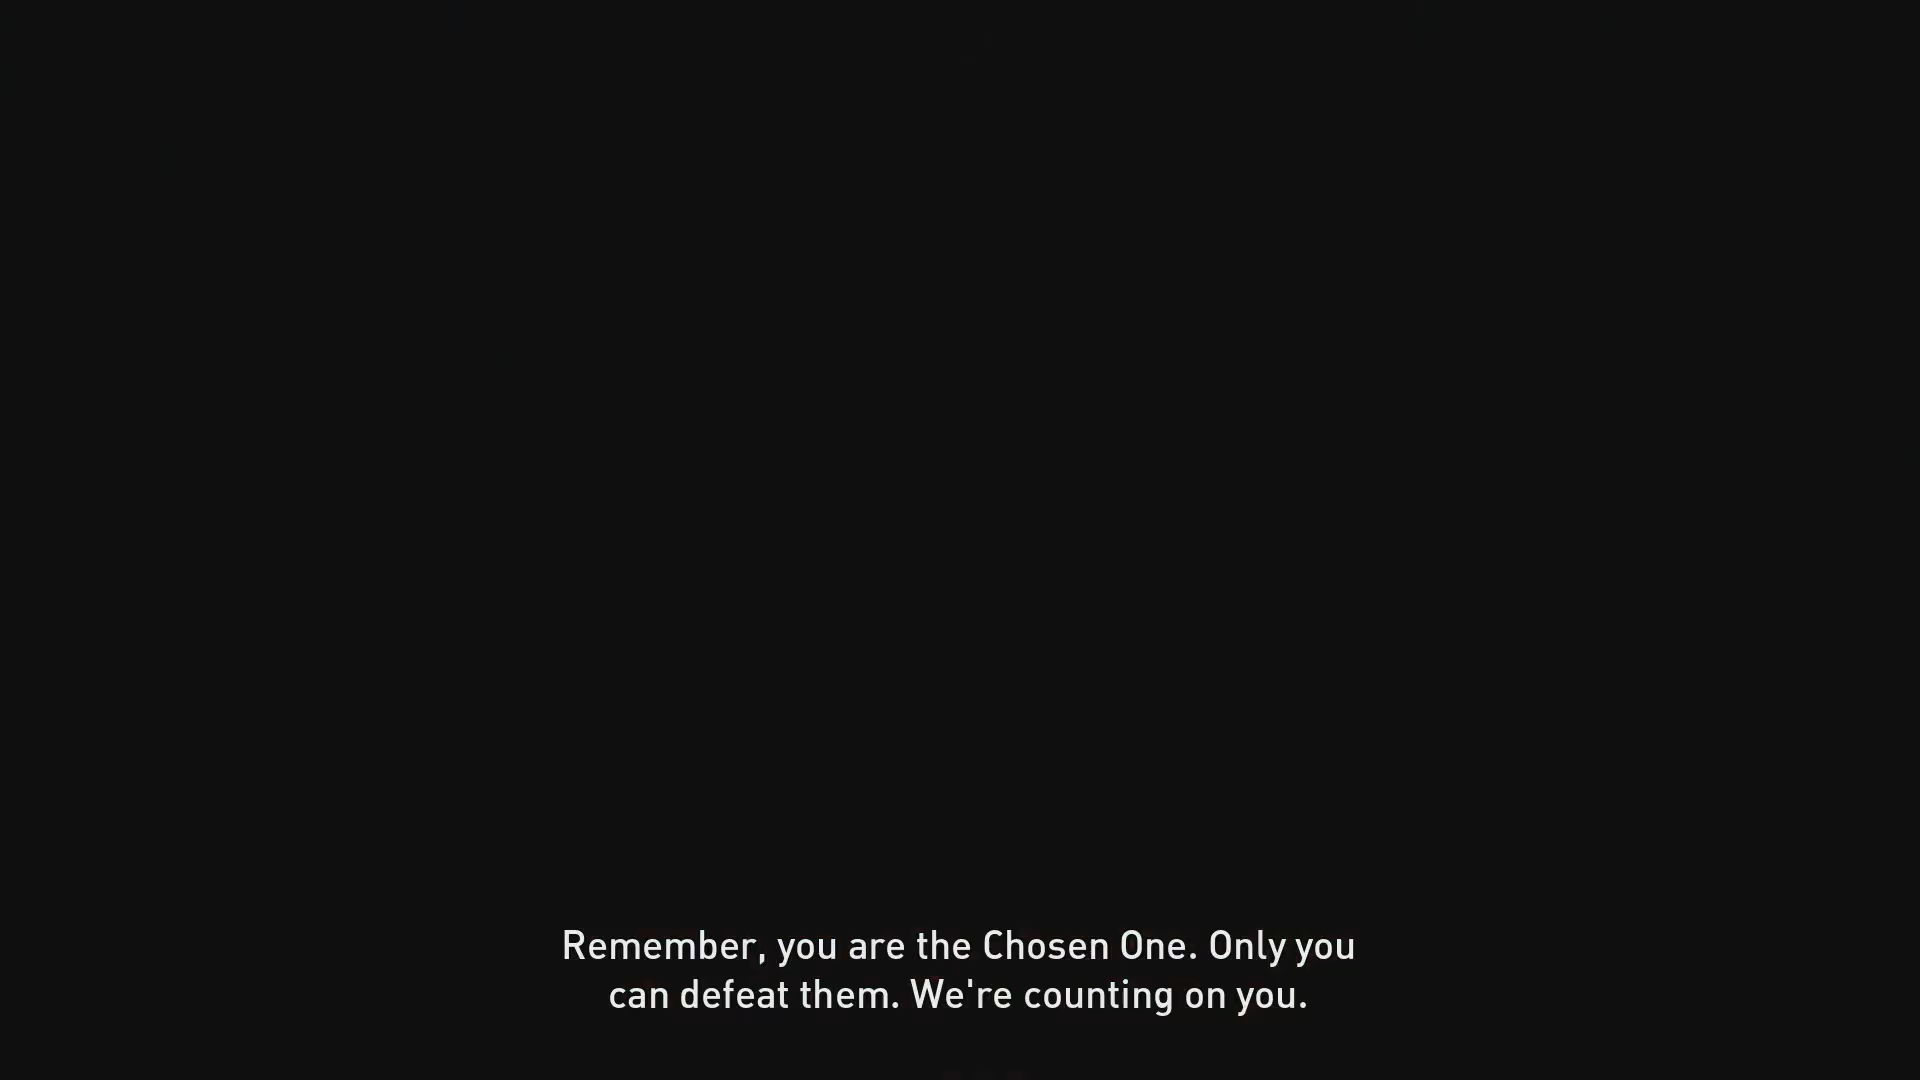 Remember, you are the Chosen One. Only you
can defeat them. We're counting on you.